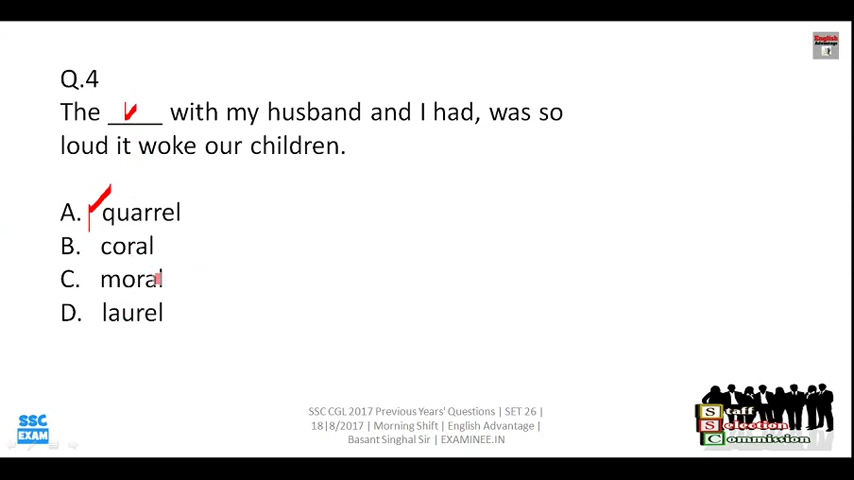 English
Advantage
Q.4
The ____ with my husband and I had, was so
loud it woke our children.
A. quarrel
B. coral
C. moral
D. laurel
SSC
EXAM
SSC CGL 2017 Previous Years' Questions | SET 26 |
18|8/2017 | Morning Shift | English Advantage |
Basant Singhal Sir | EXAMINEE.IN
Staff
Selection
Commission